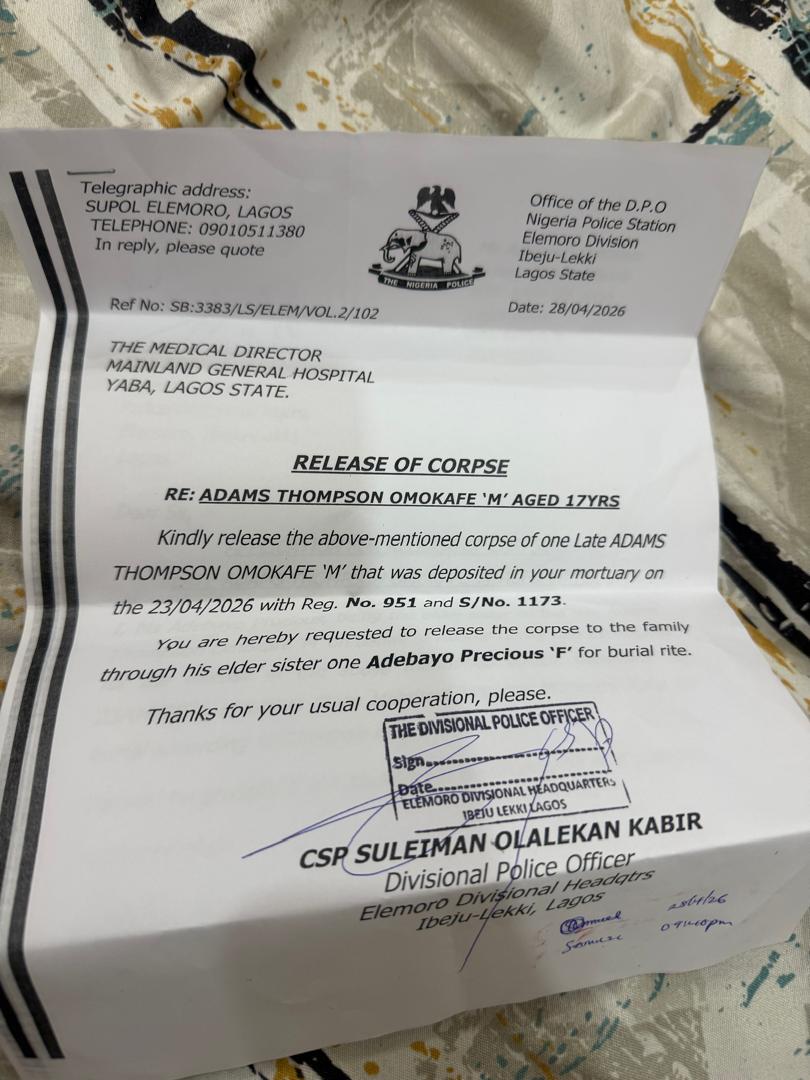 Telegraphic address:
SUPOL ELEMORO, LAGOS
TELEPHONE: 09010511380
In reply, please quote
THE NIGERIA POLICE
Office of the D.P.O
Nigeria Police Station
Elemoro Division
Ibeju-Lekki
Lagos State
Ref No: SB:3383/LS/ELEM/VOL.2/102
Date: 28/04/2026
THE MEDICAL DIRECTOR
MAINLAND GENERAL HOSPITAL
YABA, LAGOS STATE.
RELEASE OF CORPSE
RE: ADAMS THOMPSON OMOKAFE ‘M’ AGED 17YRS
Kindly release the above-mentioned corpse of one Late ADAMS
THOMPSON OMOKAFE ‘M’ that was deposited in your mortuary on
the 23/04/2026 with Reg. No. 951 and S/No. 1173.
You are hereby requested to release the corpse to the family
through his elder sister one Adebayo Precious ‘F’ for burial rite.
Thanks for your usual cooperation, please.
THE DIVISIONAL POLICE OFFICER
Sign
Date
ELEMORO DIVISIONAL HEADQUARTERS
IBEJU LEKKI LAGOS
CSP SULEIMAN OLALEKAN KABIR
Divisional Police Officer
Elemoro Divisional Headqtrs
Ibeju-Lekki, Lagos